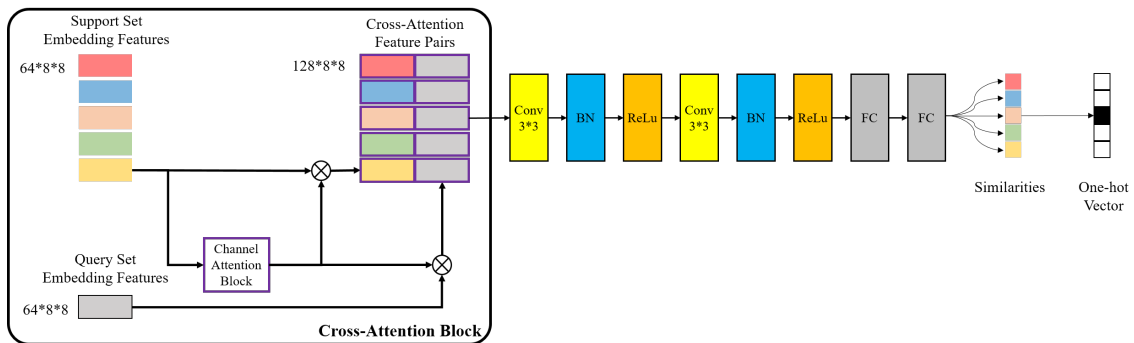 Support Set
Embedding Features
64*8*8
Cross-Attention
Feature Pairs
128*8*8
Channel
Attention
Block
Query Set
Embedding Features
64*8*8
Cross-Attention Block
Conv
3*3
BN
ReLu
Conv
3*3
BN
ReLu
FC
FC
Similarities
One-hot
Vector